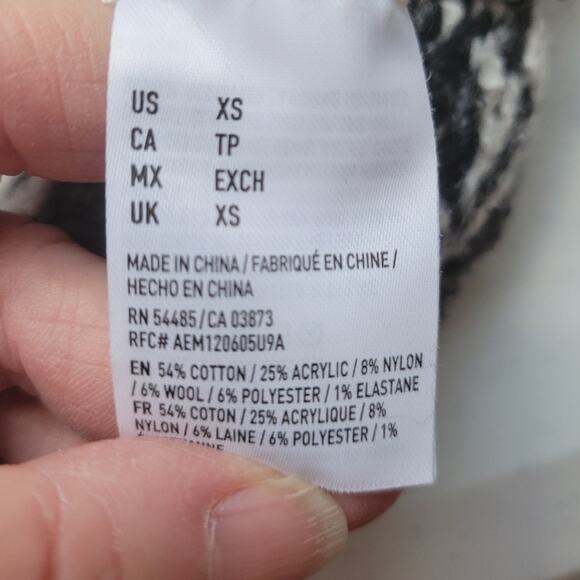 US XS
CA TP
MX EXCH
UK XS
MADE IN CHINA / FABRIQUÉ EN CHINE /
HECHO EN CHINA
RN 54485 / CA 03873
RFC# AEM120605U9A
EN 54% COTTON / 25% ACRYLIC / 8% NYLON
/ 6% WOOL / 6% POLYESTER / 1% ELASTANE
FR 54% COTON / 25% ACRYLIQUE / 8%
NYLON / 6% LAINE / 6% POLYESTER / 1%